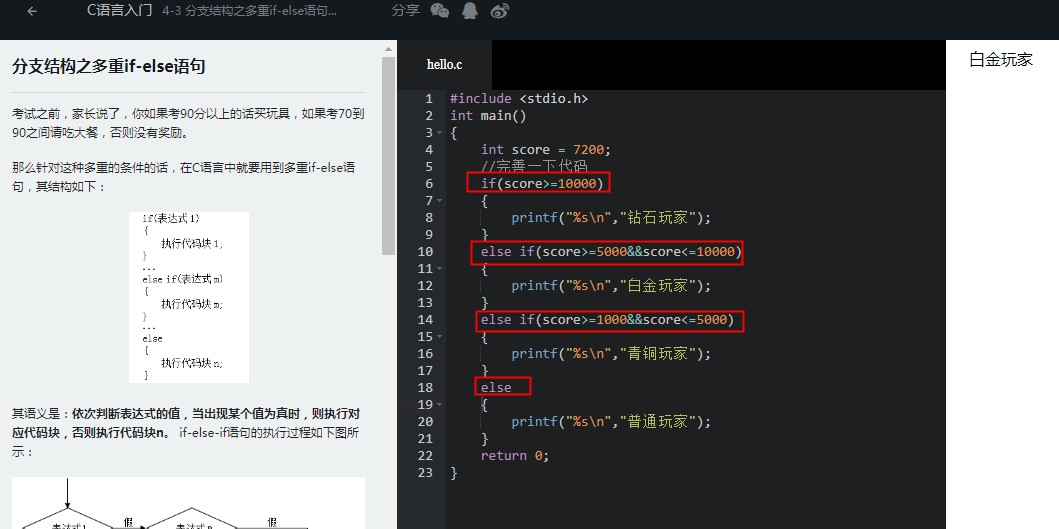 C语言入门 4-3 分支结构之多重if-else语句... 分享
分支结构之多重if-else语句
考试之前，家长说了，你如果考90分以上的话买玩具，如果考70到
90之间请吃大餐，否则没有奖励。
那么针对这种多重的条件的话，在C语言中就要用到多重if-else语
句，其结构如下：
if(表达式1)
{
执行代码块1;
}
...
else if(表达式m)
{
执行代码块m;
}
...
else
{
执行代码块n;
}
其语义是：依次判断表达式的值，当出现某个值为真时，则执行对
应代码块，否则执行代码块n。 if-else-if语句的执行过程如下图所
示：
假
假
hello.c
1 #include <stdio.h>
2 int main()
3 {
4 int score = 7200;
5 //完善一下代码
6 if(score>=10000)
7 {
8 printf("%s\n","钻石玩家");
9 }
10 else if(score>=5000&&score<=10000)
11 {
12 printf("%s\n","白金玩家");
13 }
14 else if(score>=1000&&score<=5000)
15 {
16 printf("%s\n","青铜玩家");
17 }
18 else
19 {
20 printf("%s\n","普通玩家");
21 }
22 return 0;
23 }
白金玩家